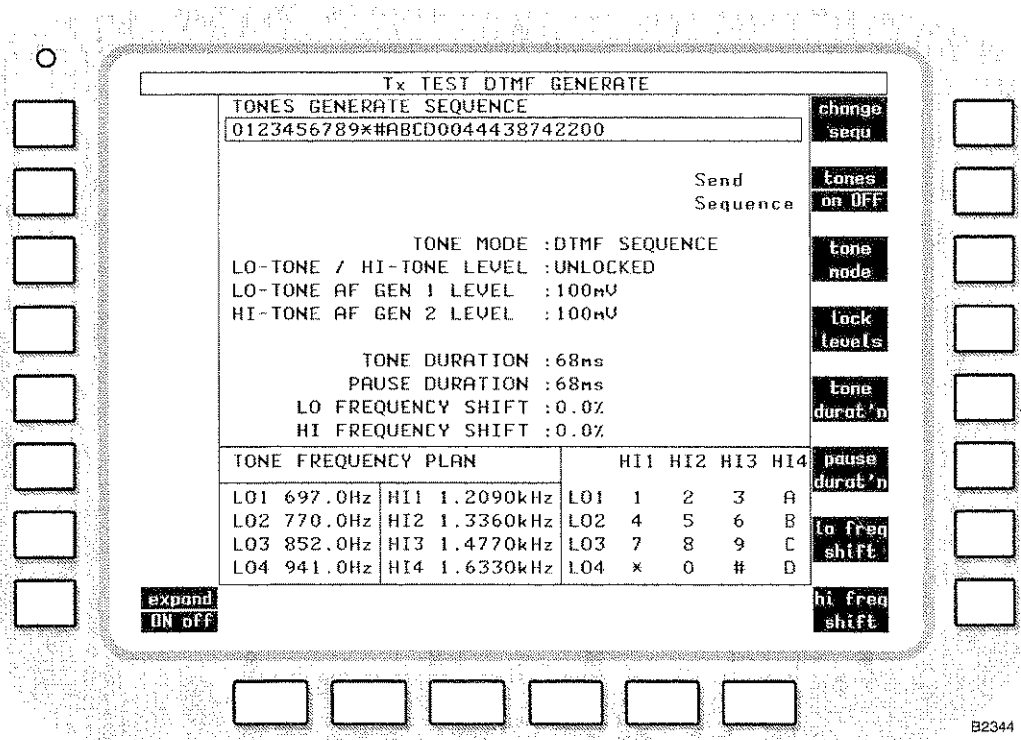 Tx TEST DTMF GENERATE
TONES GENERATE SEQUENCE
0123456789*#ABCD0044438742200
change
sequ
Send
Sequence
tones
on OFF
TONE MODE :DTMF SEQUENCE
tone
mode
LO-TONE / HI-TONE LEVEL :UNLOCKED
LO-TONE AF GEN 1 LEVEL :100mV
HI-TONE AF GEN 2 LEVEL :100mV
lock
levels
TONE DURATION :68ms
PAUSE DURATION :68ms
LO FREQUENCY SHIFT :0.0%
HI FREQUENCY SHIFT :0.0%
tone
durat'n
TONE FREQUENCY PLAN
HI1 HI2 HI3 HI4
pause
durat'n
LO1 697.0Hz HI1 1.2090kHz LO1 1 2 3 A
LO2 770.0Hz HI2 1.3360kHz LO2 4 5 6 B
LO3 852.0Hz HI3 1.4770kHz LO3 7 8 9 C
LO4 941.0Hz HI4 1.6330kHz LO4 * 0 # D
lo freq
shift
expand
ON off
hi freq
shift
B2344